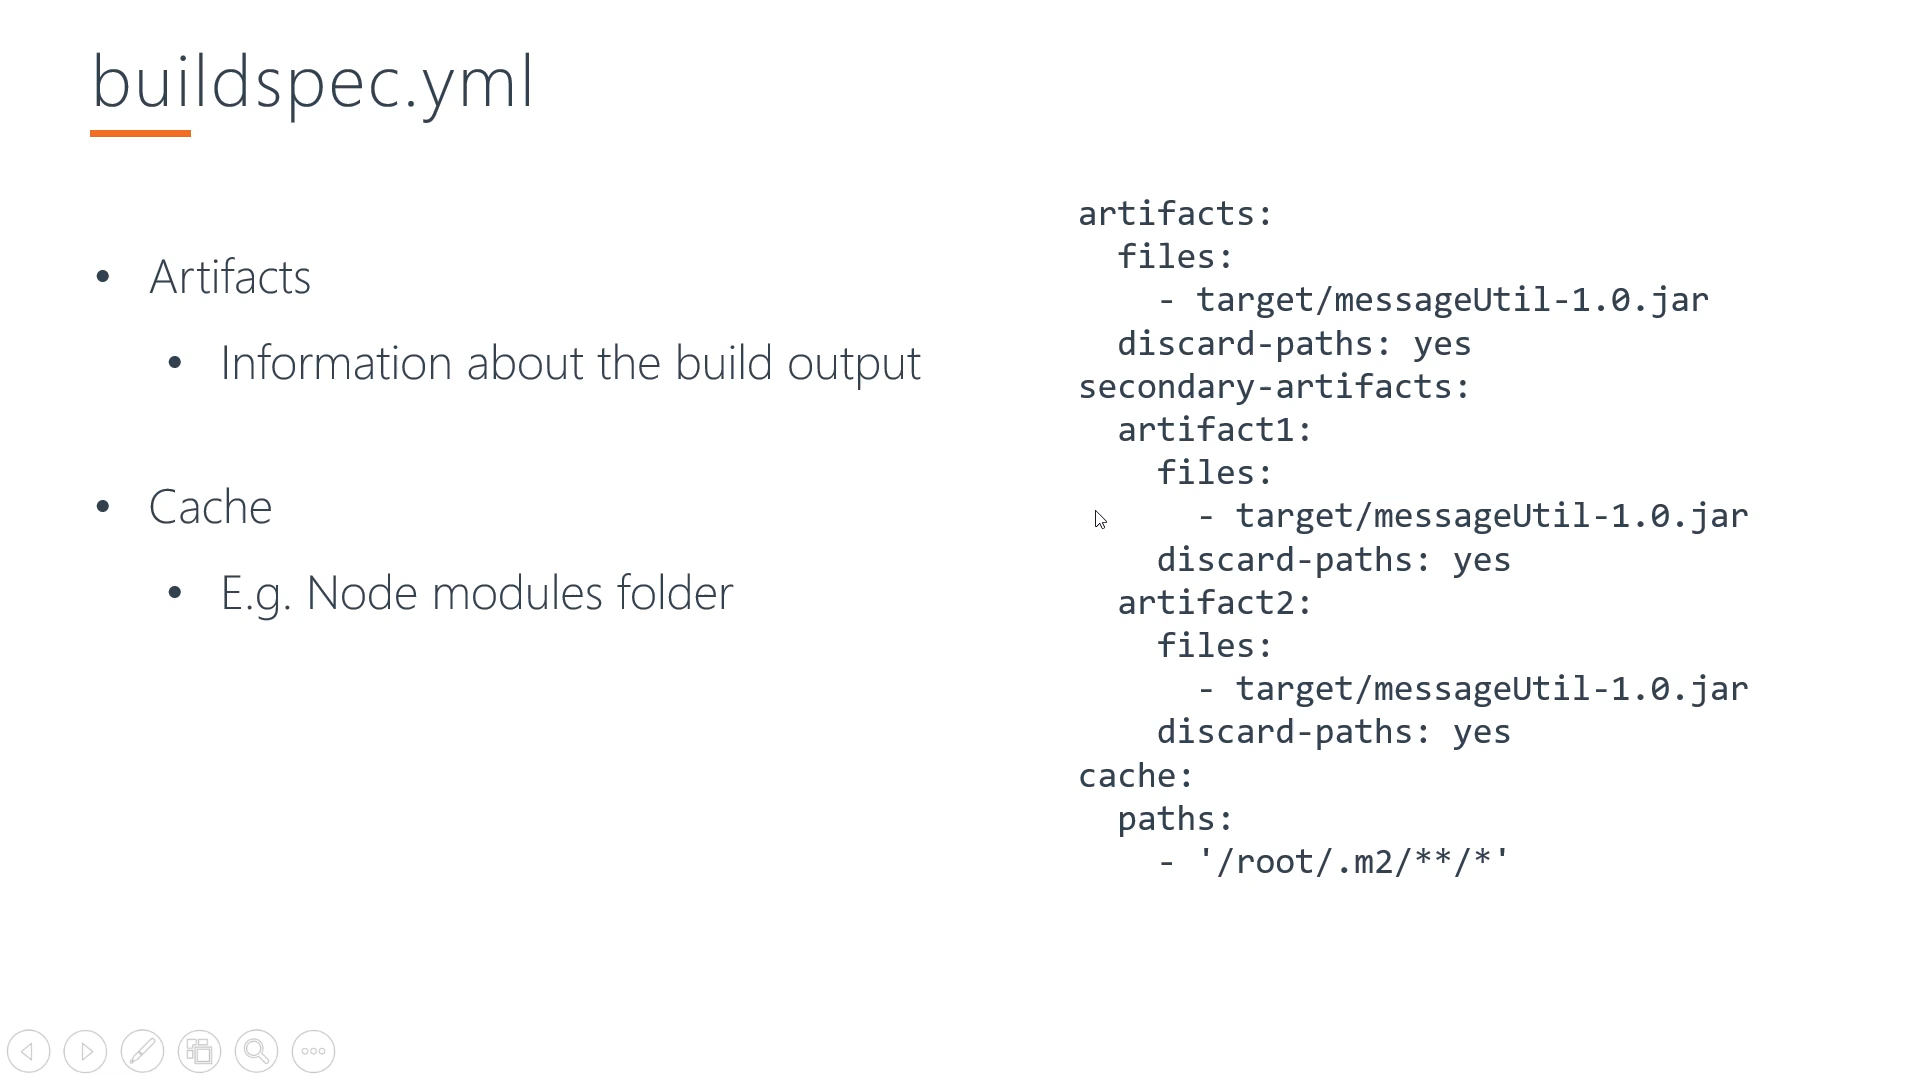 buildspec.yml
• Artifacts
• Information about the build output
• Cache
• E.g. Node modules folder
artifacts:
  files:
    - target/messageUtil-1.0.jar
  discard-paths: yes
secondary-artifacts:
  artifact1:
    files:
      - target/messageUtil-1.0.jar
    discard-paths: yes
  artifact2:
    files:
      - target/messageUtil-1.0.jar
    discard-paths: yes
cache:
  paths:
    - '/root/.m2/**/*'